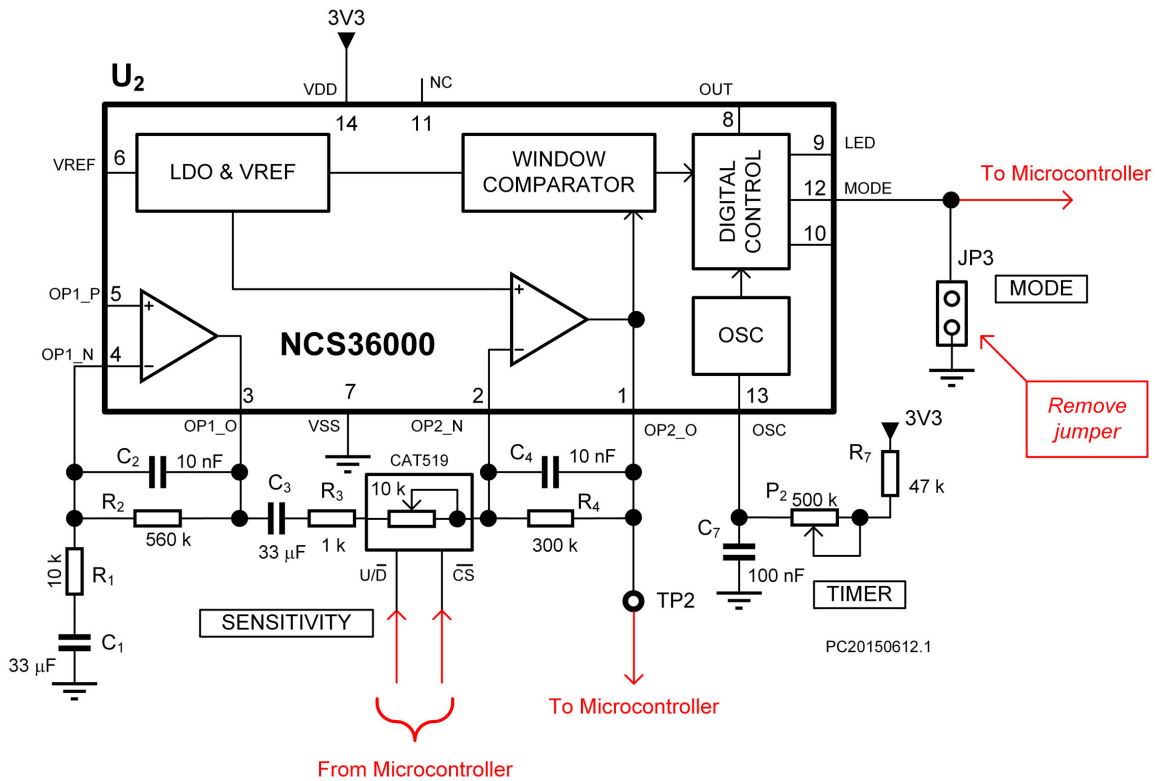 3V3
U2
VDD
NC
OUT
14
11
8
VREF
6
LDO & VREF
WINDOW
COMPARATOR
DIGITAL
CONTROL
9
LED
12
MODE
10
To Microcontroller
JP3
MODE
OP1_P
5
+
OP1_N
4
−
+
−
NCS36000
OSC
Remove
jumper
3
7
2
1
13
OP1_O
VSS
OP2_N
OP2_O
OSC
3V3
C2
10 nF
CAT519
C4
10 nF
R7
47 k
R2
560 k
C3
33 µF
R3
1 k
10 k
R4
300 k
P2
500 k
C7
100 nF
10 k
R1
U/D̅
C̅S̅
SENSITIVITY
TP2
TIMER
C1
33 µF
PC20150612.1
To Microcontroller
From Microcontroller